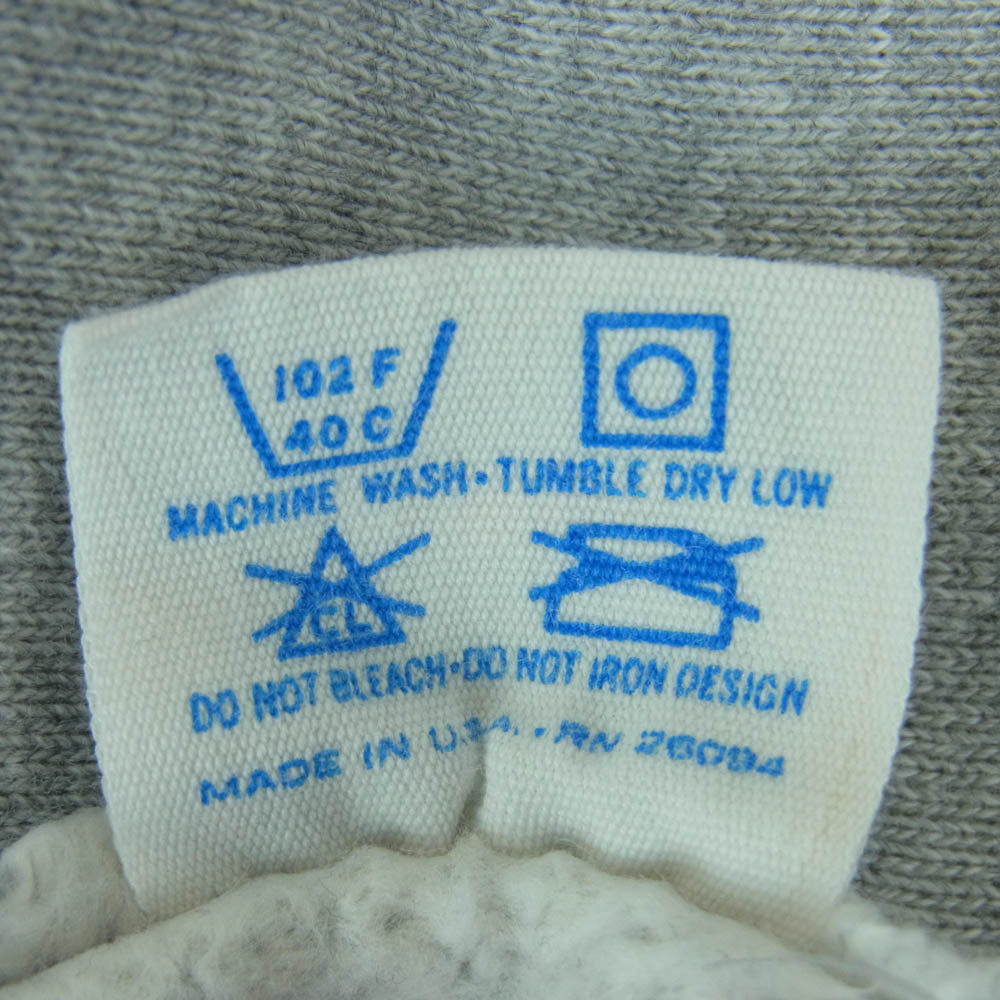 102 F
40 C
MACHINE WASH • TUMBLE DRY LOW
CL
DO NOT BLEACH • DO NOT IRON DESIGN
MADE IN U.S.A. • RN 26094